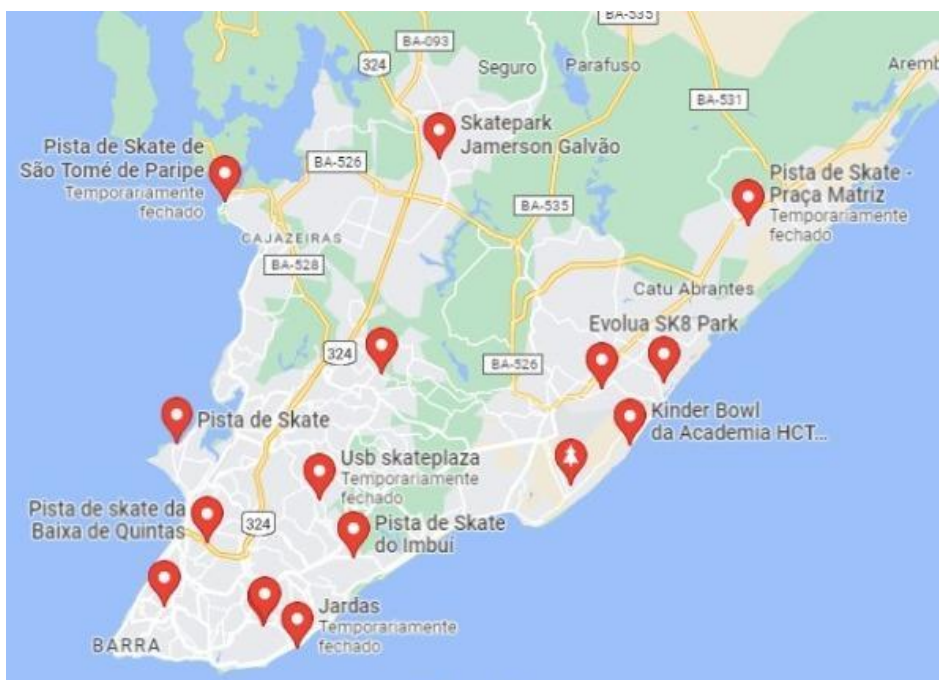 BA-535
BA-093
324
Seguro
Parafuso
BA-531
Skatepark
Jamerson Galvão
Pista de Skate de
São Tomé de Paripe
Temporariamente
fechado
BA-526
BA-535
Pista de Skate -
Praça Matriz
Temporariamente
fechado
CAJAZEIRAS
BA-528
Catu Abrantes
Evolua SK8 Park
324
BA-526
Pista de Skate
Kinder Bowl
da Academia HCT...
Usb skateplaza
Temporariamente
fechado
Pista de skate da
Baixa de Quintas
324
Pista de Skate
do Imbuí
Jardas
Temporariamente
fechado
BARRA